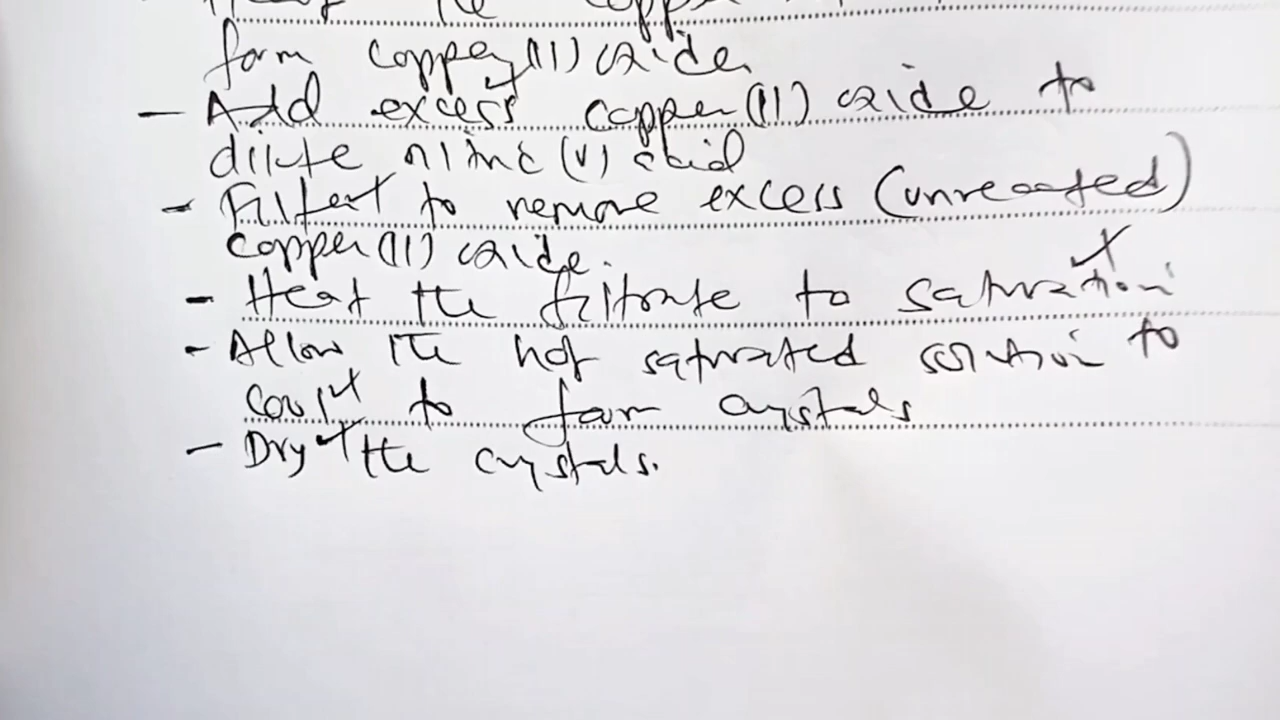 the copper
form copper(II) oxide.
- Add excess copper(II) oxide to
dilute nitric (v) acid
- Filter to remove excess (unreacted)
copper(II) oxide.
- Heat the filtrate to saturation
- Allow the hot saturated solution to
cool to form crystals
- Dry the crystals.